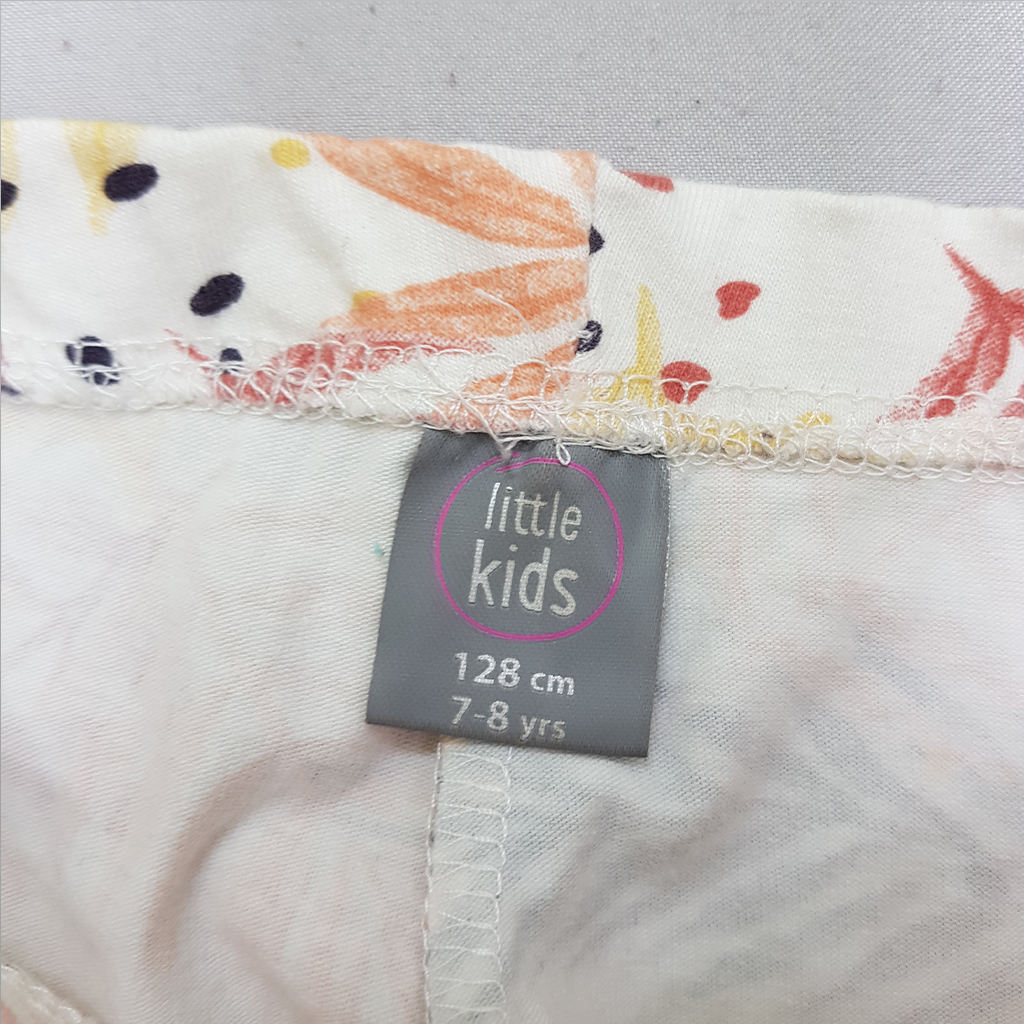 little
kids
128 cm
7-8 yrs